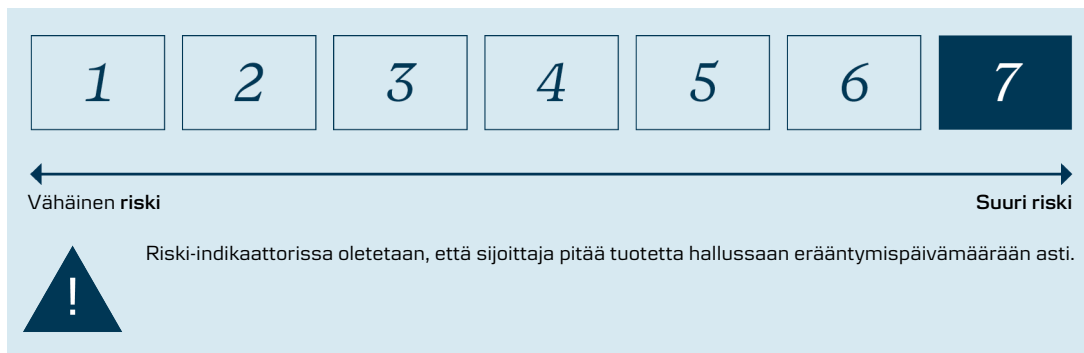 1 2 3 4 5 6 7
Vähäinen riski Suuri riski
Riski-indikaattorissa oletetaan, että sijoittaja pitää tuotetta hallussaan erääntymispäivämäärään asti.
!